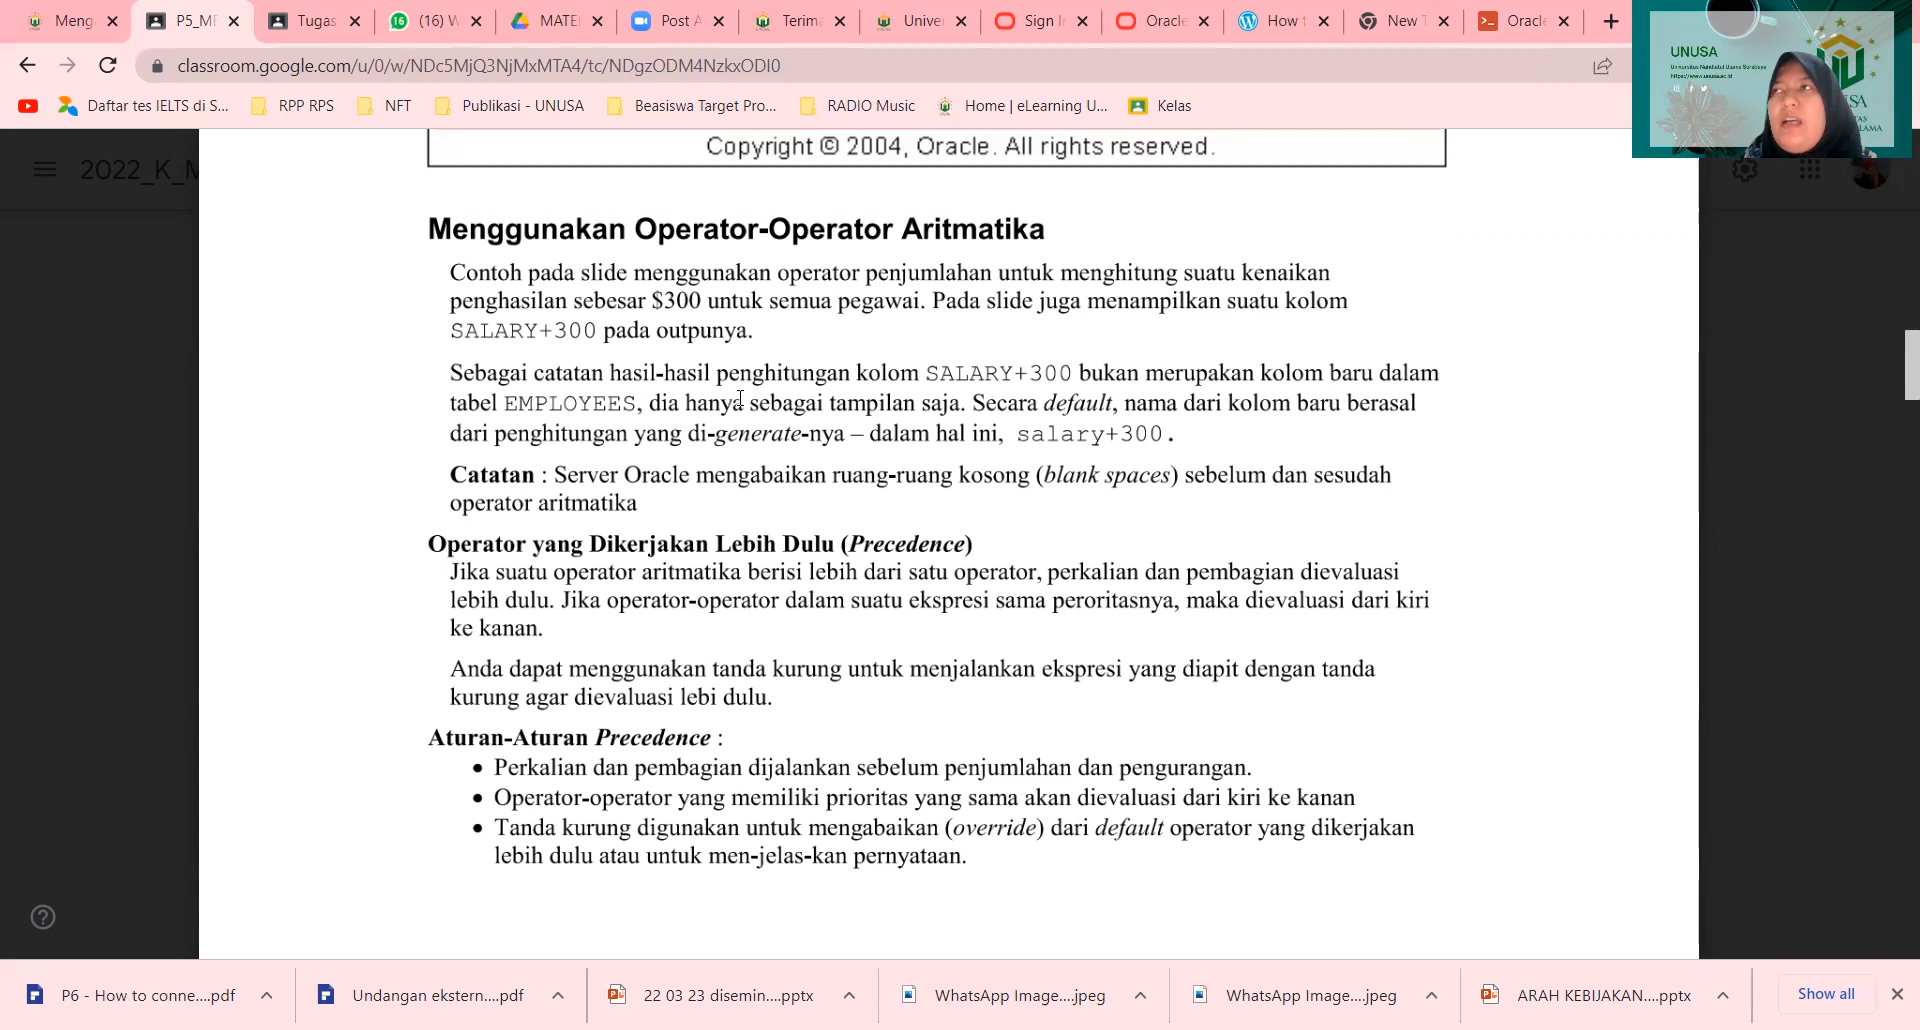 Meng
P5_ME
Tugas
(16) W
MATE
Post A
Terim
Unive
Sign I
Oracle
How t
New T
Oracle
classroom.google.com/u/0/w/NDc5MjQ3NjMxMTA4/tc/NDgzODM4NzkxODI0
Daftar tes IELTS di S...
RPP RPS
NFT
Publikasi - UNUSA
Beasiswa Target Pro...
RADIO Music
Home | eLearning U...
Kelas
UNUSA
Universitas Nahdlatul Ulama Surabaya
https://www.unusa.ac.id
2022_K_M
Copyright © 2004, Oracle. All rights reserved.
Menggunakan Operator-Operator Aritmatika
Contoh pada slide menggunakan operator penjumlahan untuk menghitung suatu kenaikan
penghasilan sebesar $300 untuk semua pegawai. Pada slide juga menampilkan suatu kolom
SALARY+300 pada outpunya.
Sebagai catatan hasil-hasil penghitungan kolom SALARY+300 bukan merupakan kolom baru dalam
tabel EMPLOYEES, dia hanya sebagai tampilan saja. Secara default, nama dari kolom baru berasal
dari penghitungan yang di-generate-nya – dalam hal ini, salary+300.
Catatan : Server Oracle mengabaikan ruang-ruang kosong (blank spaces) sebelum dan sesudah
operator aritmatika
Operator yang Dikerjakan Lebih Dulu (Precedence)
Jika suatu operator aritmatika berisi lebih dari satu operator, perkalian dan pembagian dievaluasi
lebih dulu. Jika operator-operator dalam suatu ekspresi sama peroritasnya, maka dievaluasi dari kiri
ke kanan.
Anda dapat menggunakan tanda kurung untuk menjalankan ekspresi yang diapit dengan tanda
kurung agar dievaluasi lebi dulu.
Aturan-Aturan Precedence :
• Perkalian dan pembagian dijalankan sebelum penjumlahan dan pengurangan.
• Operator-operator yang memiliki prioritas yang sama akan dievaluasi dari kiri ke kanan
• Tanda kurung digunakan untuk mengabaikan (override) dari default operator yang dikerjakan
lebih dulu atau untuk men-jelas-kan pernyataan.
P6 - How to conne....pdf
Undangan ekstern....pdf
22 03 23 disemin....pptx
WhatsApp Image....jpeg
WhatsApp Image....jpeg
ARAH KEBIJAKAN....pptx
Show all